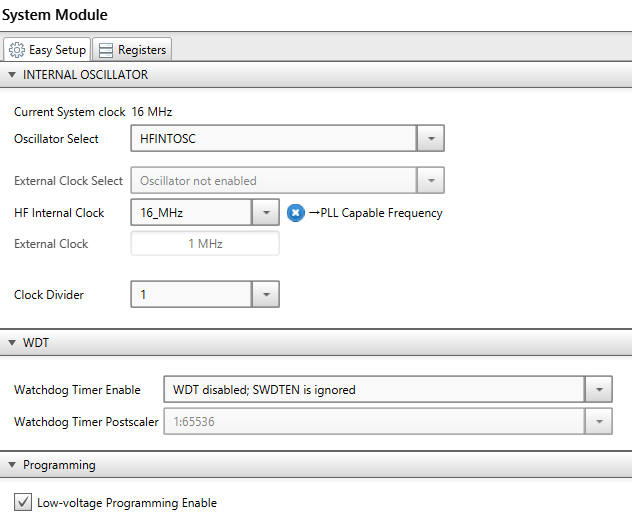 System Module
Easy Setup Registers
INTERNAL OSCILLATOR
Current System clock 16 MHz
Oscillator Select HFINTOSC
External Clock Select Oscillator not enabled
HF Internal Clock 16_MHz →PLL Capable Frequency
External Clock 1 MHz
Clock Divider 1
WDT
Watchdog Timer Enable WDT disabled; SWDTEN is ignored
Watchdog Timer Postscaler 1:65536
Programming
Low-voltage Programming Enable